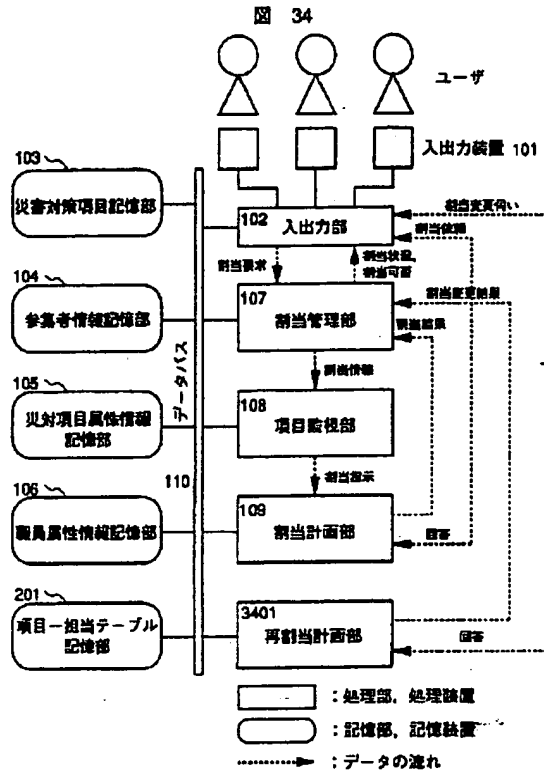 図 34
ユーザ
入出力装置 101
103
災害対策項目記憶部
102
入出力部
割当変更伺い
割当依頼
割当要求
割当状況,
割当可否
104
参集者情報記憶部
107
割当管理部
割当変更結果
割当結果
データバス
割当情報
105
災対項目属性情報
記憶部
108
項目監視部
110
割当指示
106
職員属性情報記憶部
109
割当計画部
回答
201
項目ー担当テーブル
記憶部
3401
再割当計画部
回答
:処理部,処理装置
:記憶部,記憶装置
:データの流れ